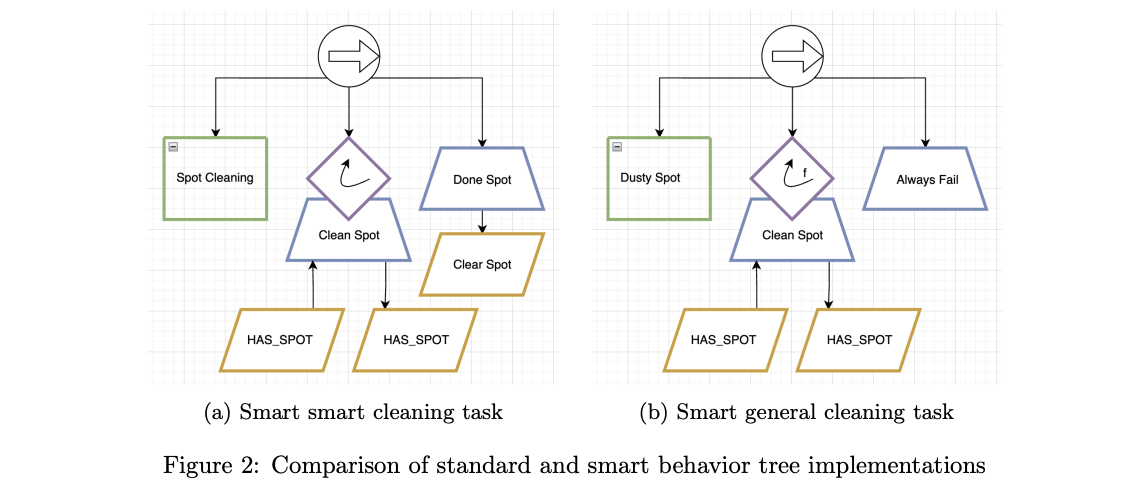 Spot Cleaning
Done Spot
Clean Spot
Clear Spot
HAS_SPOT
HAS_SPOT
(a) Smart smart cleaning task
Dusty Spot
f
Always Fail
Clean Spot
HAS_SPOT
HAS_SPOT
(b) Smart general cleaning task
Figure 2: Comparison of standard and smart behavior tree implementations